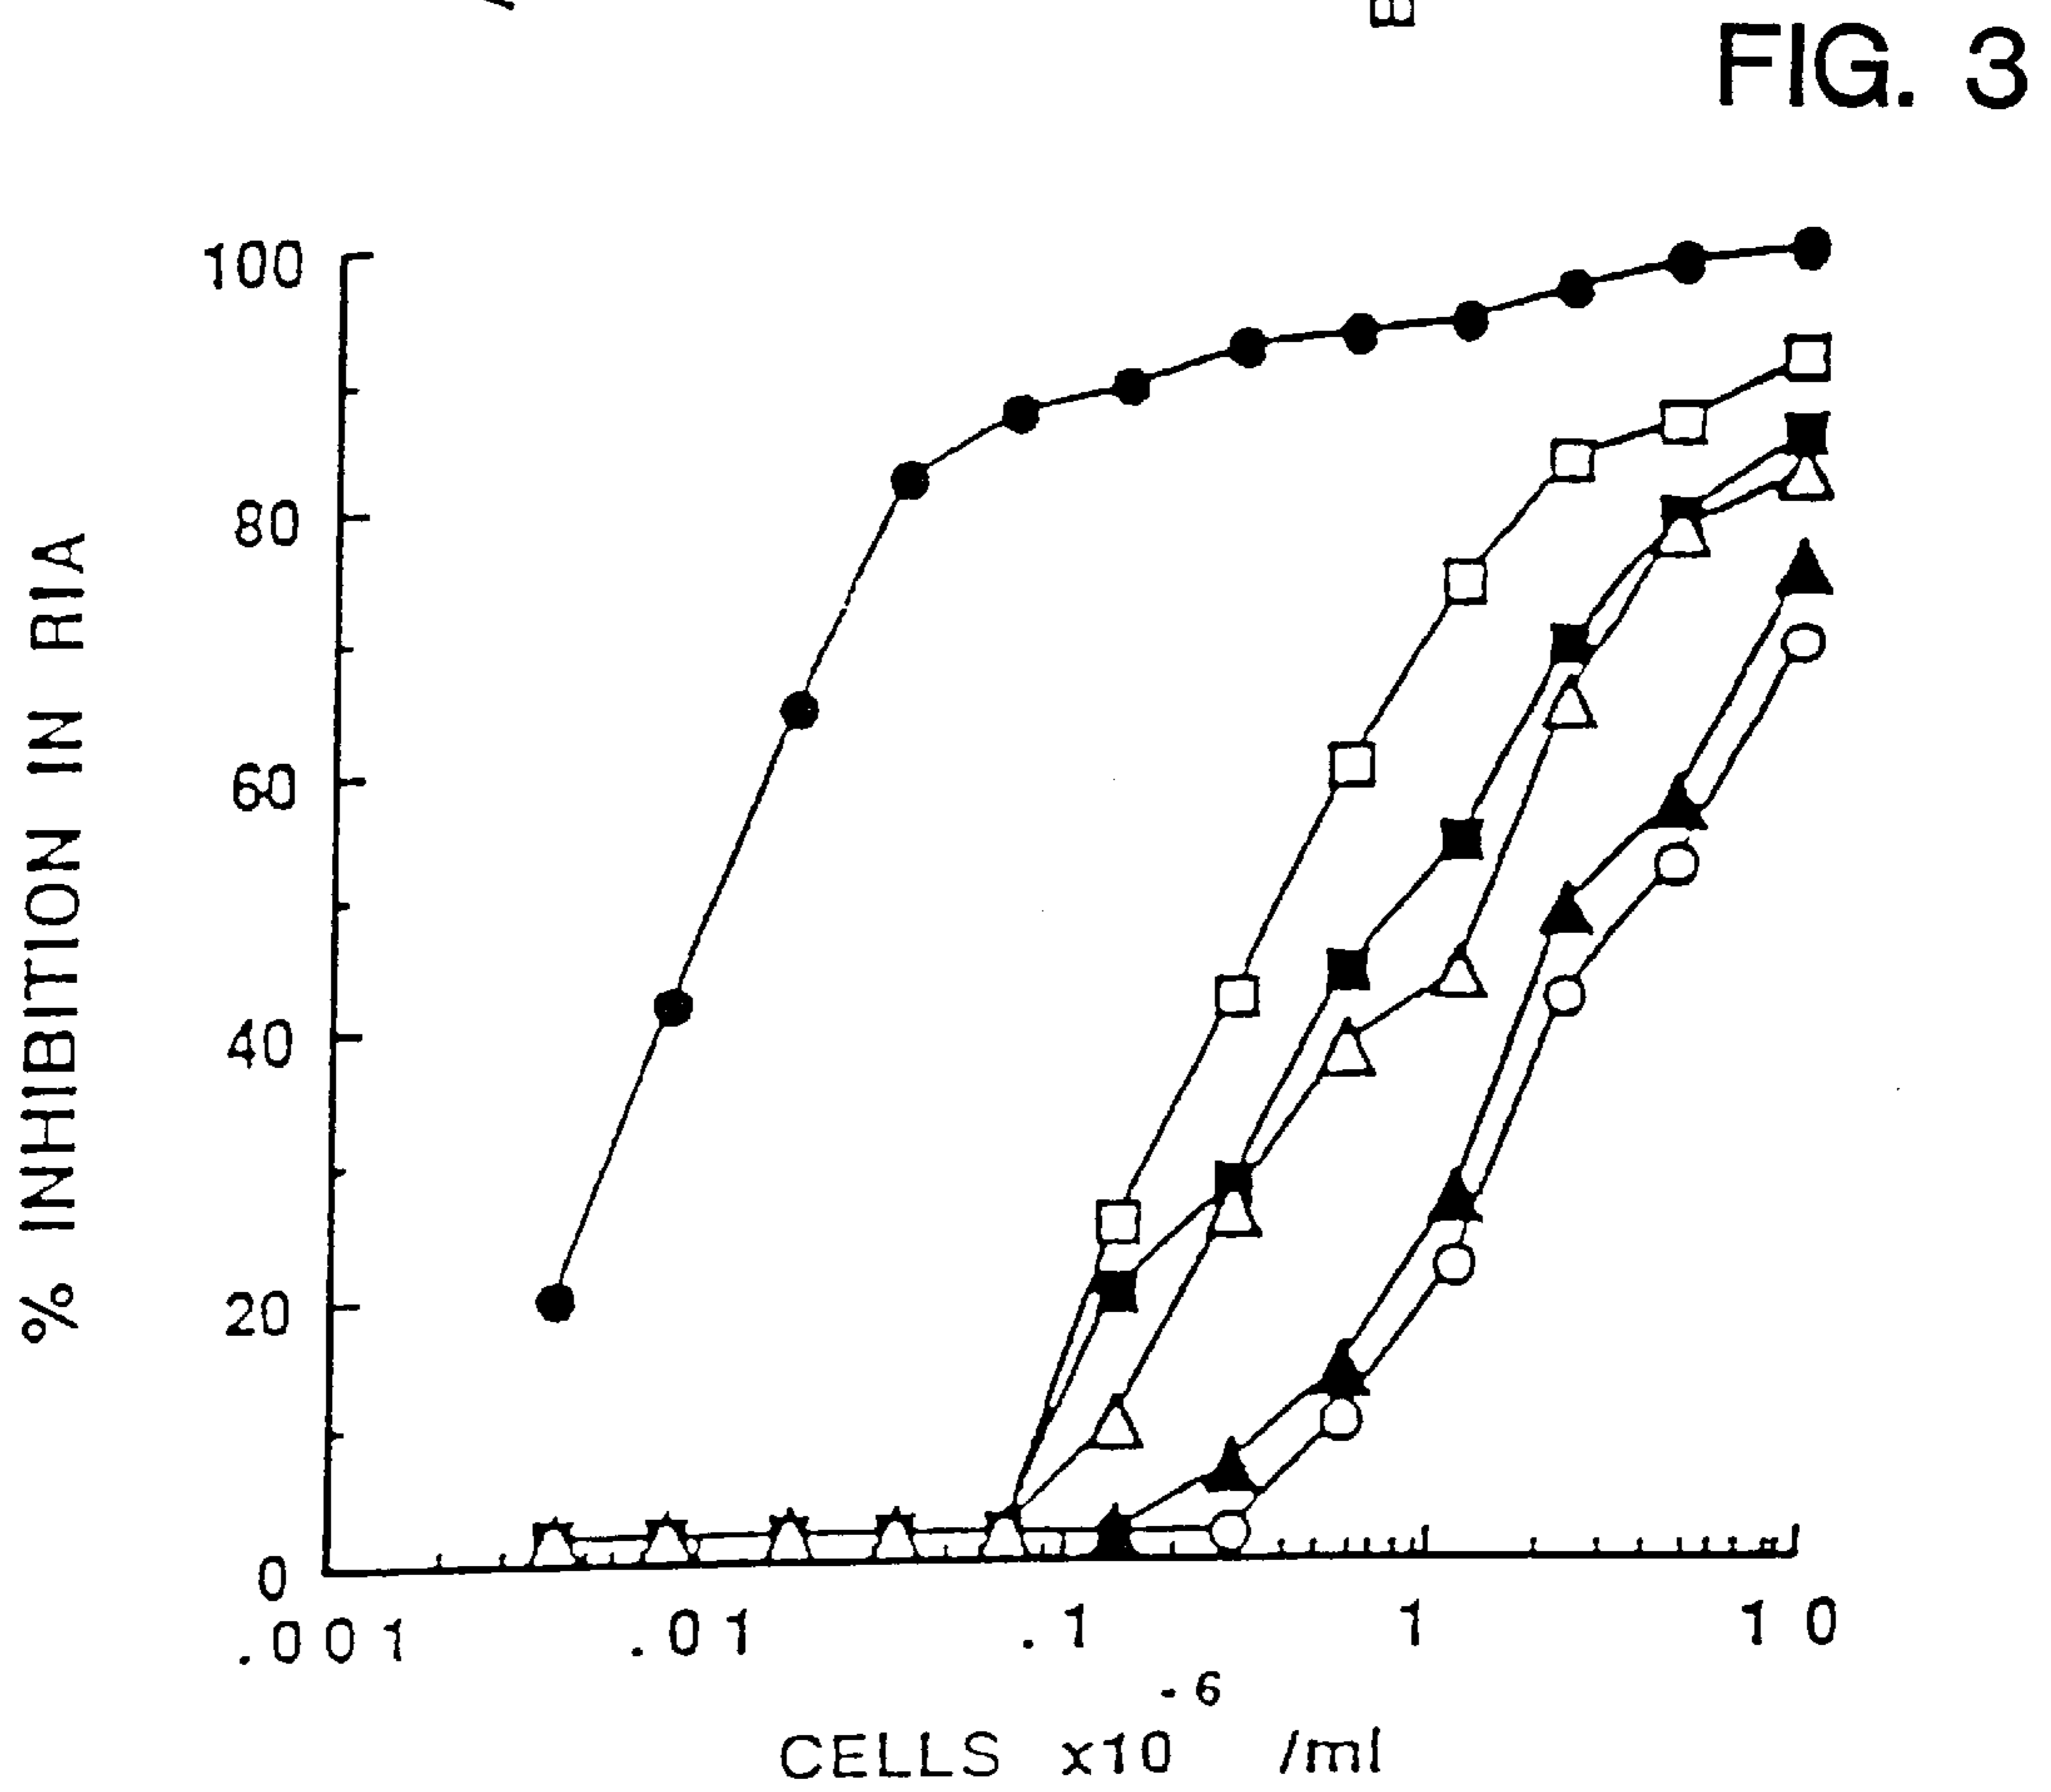 FIG. 3
% INHIBITION IN RIA
100
80
60
40
20
0
.001 .01 .1 1 10
CELLS x10 -6 /ml